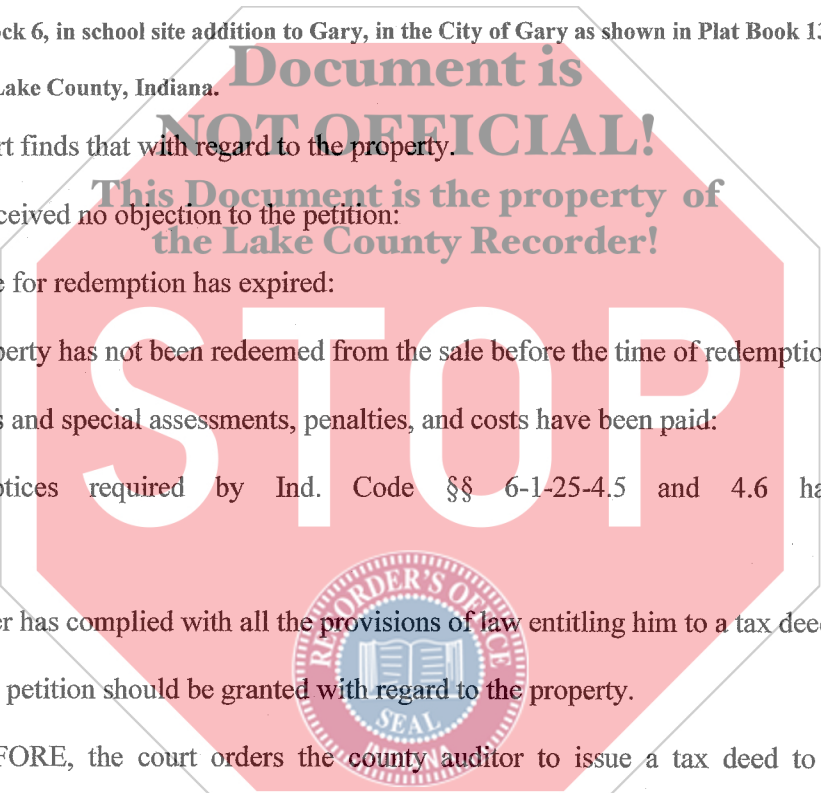 ck 6, in school site addition to Gary, in the City of Gary as shown in Plat Book 13
Document is
Lake County, Indiana.
NOT OFFICIAL!
rt finds that with regard to the property.
This Document is the property of
ceived no objection to the petition:
the Lake County Recorder!
e for redemption has expired:
STOP
perty has not been redeemed from the sale before the time of redemptio
s and special assessments, penalties, and costs have been paid:
otices required by Ind. Code §§ 6-1-25-4.5 and 4.6 ha
RECORDER'S OFFICE
er has complied with all the provisions of law entitling him to a tax deed
petition should be granted with regard to the property.
SEAL
INDIANA
FORE, the court orders the county auditor to issue a tax deed to